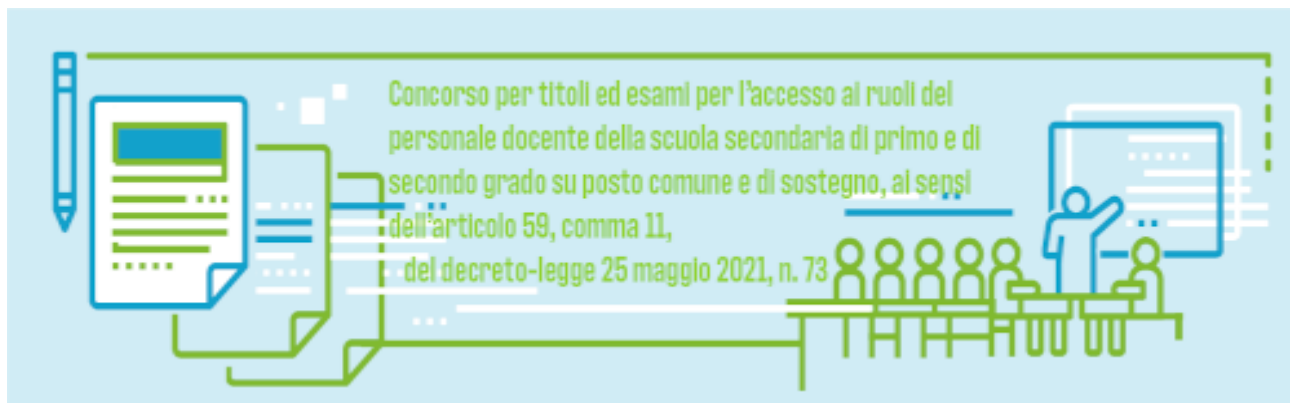 Concorso per titoli ed esami per l'accesso ai ruoli del
personale docente della scuola secondaria di primo e di
secondo grado su posto comune e di sostegno, ai sensi
dell'articolo 59, comma 11,
del decreto-legge 25 maggio 2021, n. 73